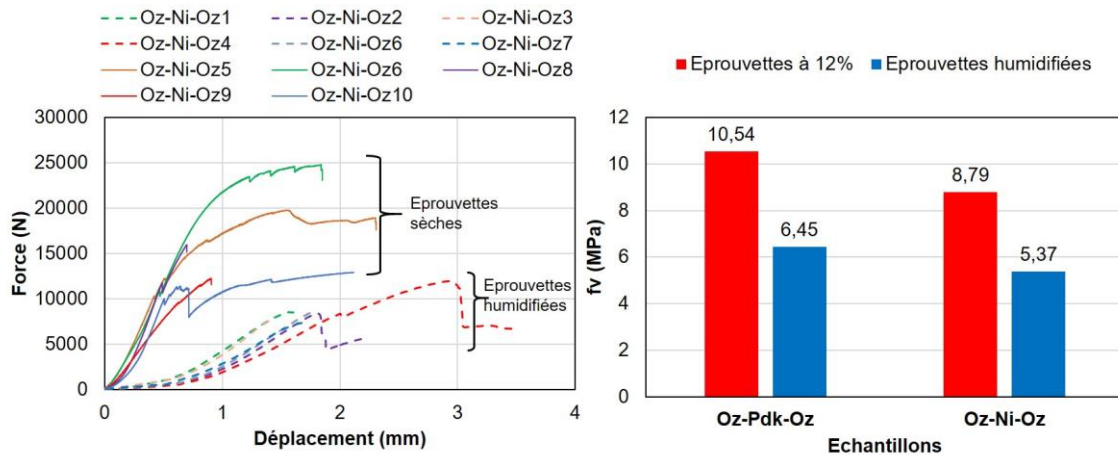 Oz-Ni-Oz1 Oz-Ni-Oz2 Oz-Ni-Oz3
Oz-Ni-Oz4 Oz-Ni-Oz6 Oz-Ni-Oz7
Oz-Ni-Oz5 Oz-Ni-Oz6 Oz-Ni-Oz8
Oz-Ni-Oz9 Oz-Ni-Oz10
30000
25000
20000
15000
10000
5000
0
Force (N)
0 1 2 3 4
Déplacement (mm)
Eprouvettes
sèches
Eprouvettes
humidifiées
Eprouvettes à 12% Eprouvettes humidifiées
12
10
8
6
4
2
0
fv (MPa)
10,54
6,45
8,79
5,37
Oz-Pdk-Oz Oz-Ni-Oz
Echantillons